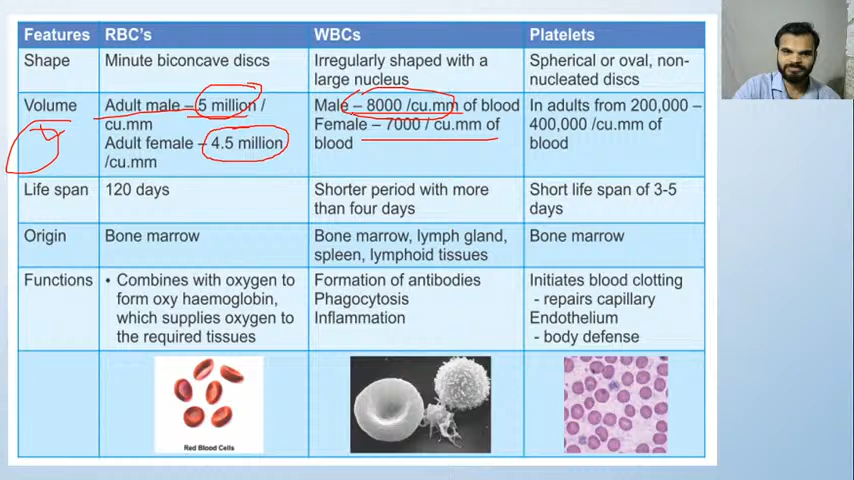 Features RBC's WBCs Platelets
Shape Minute biconcave discs Irregularly shaped with a Spherical or oval, non-
large nucleus nucleated discs
Volume Adult male – 5 million / Male – 8000 /cu.mm of blood In adults from 200,000 –
cu.mm Female – 7000 / cu.mm of 400,000 /cu.mm of
Adult female – 4.5 million blood blood
/cu.mm
Life span 120 days Shorter period with more Short life span of 3-5
than four days days
Origin Bone marrow Bone marrow, lymph gland, Bone marrow
spleen, lymphoid tissues
Functions • Combines with oxygen to Formation of antibodies Initiates blood clotting
form oxy haemoglobin, Phagocytosis - repairs capillary
which supplies oxygen to Inflammation Endothelium
the required tissues - body defense
Red Blood Cells